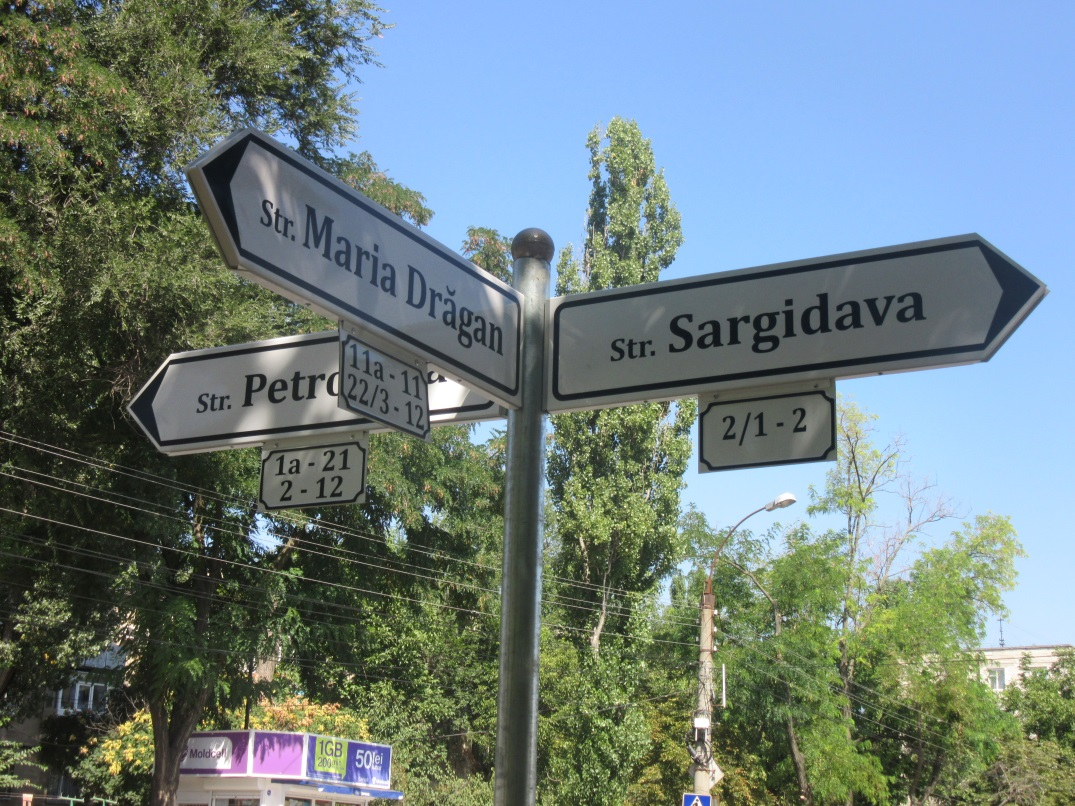 Str. Maria Drăgan
11a - 11
22/3 - 12
Str. Sargidava
2/1 - 2
Str.
1a - 21
2 - 12
Moldcell
1GB
50lei